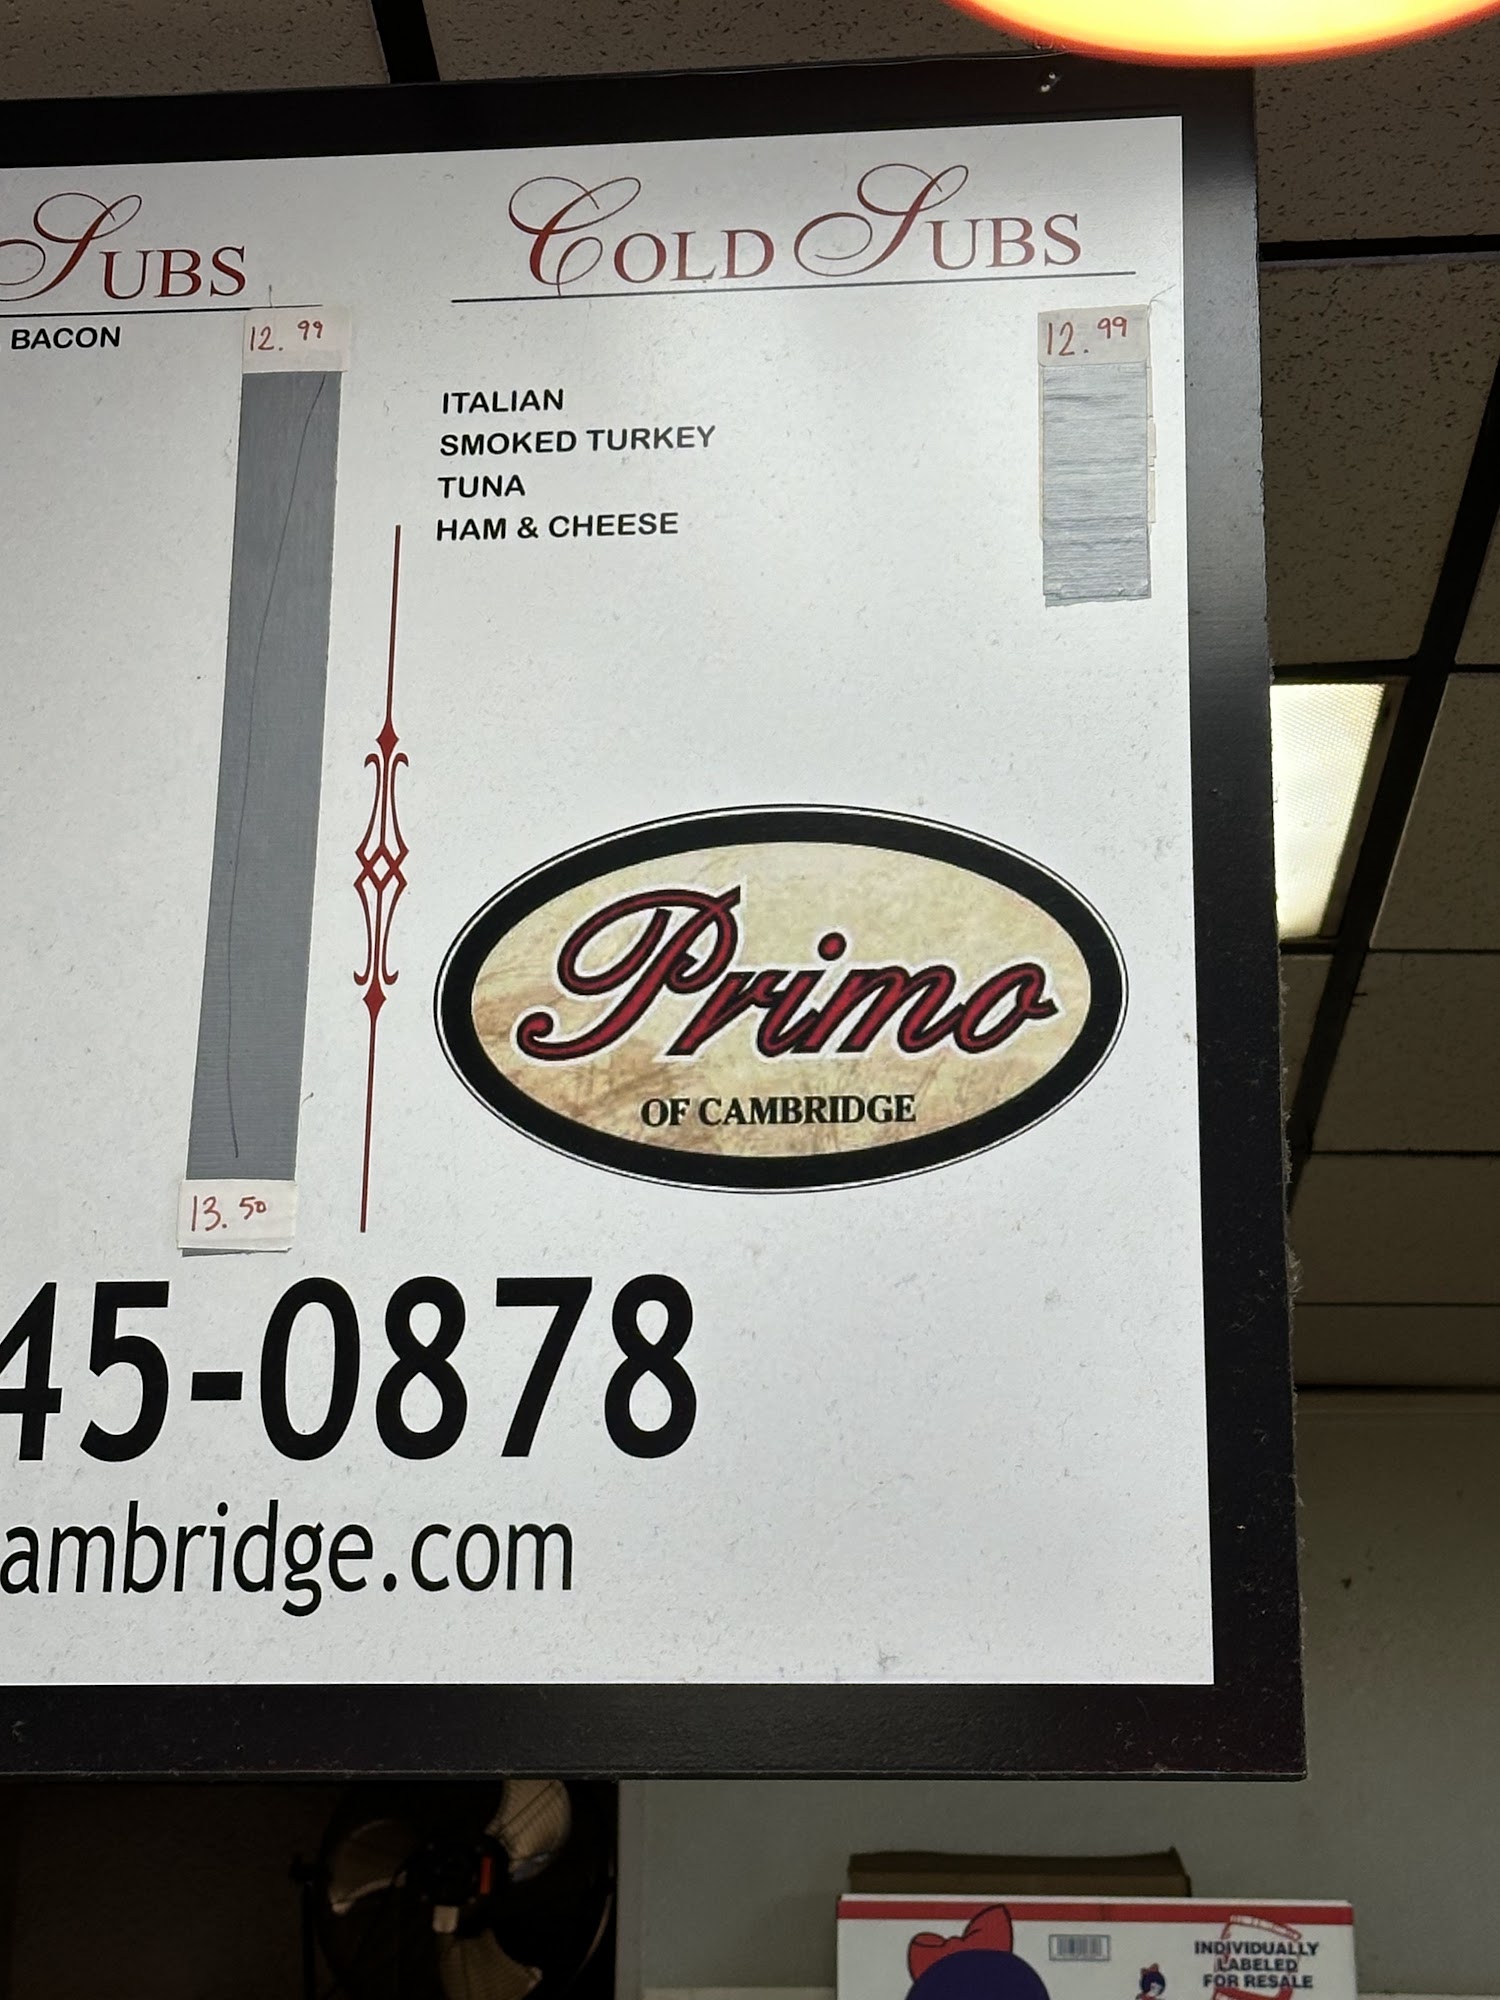 SUBS
BACON
12.99
13.50
COLD SUBS
12.99
ITALIAN
SMOKED TURKEY
TUNA
HAM & CHEESE
Primo
OF CAMBRIDGE
45-0878
ambridge.com
INDIVIDUALLY
LABELED
FOR RESALE